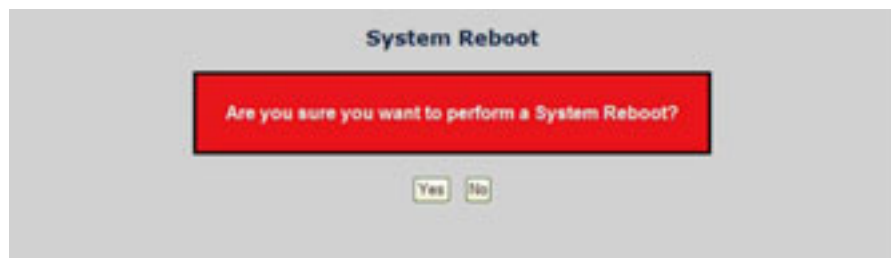 System Reboot
Are you sure you want to perform a System Reboot?
Yes No